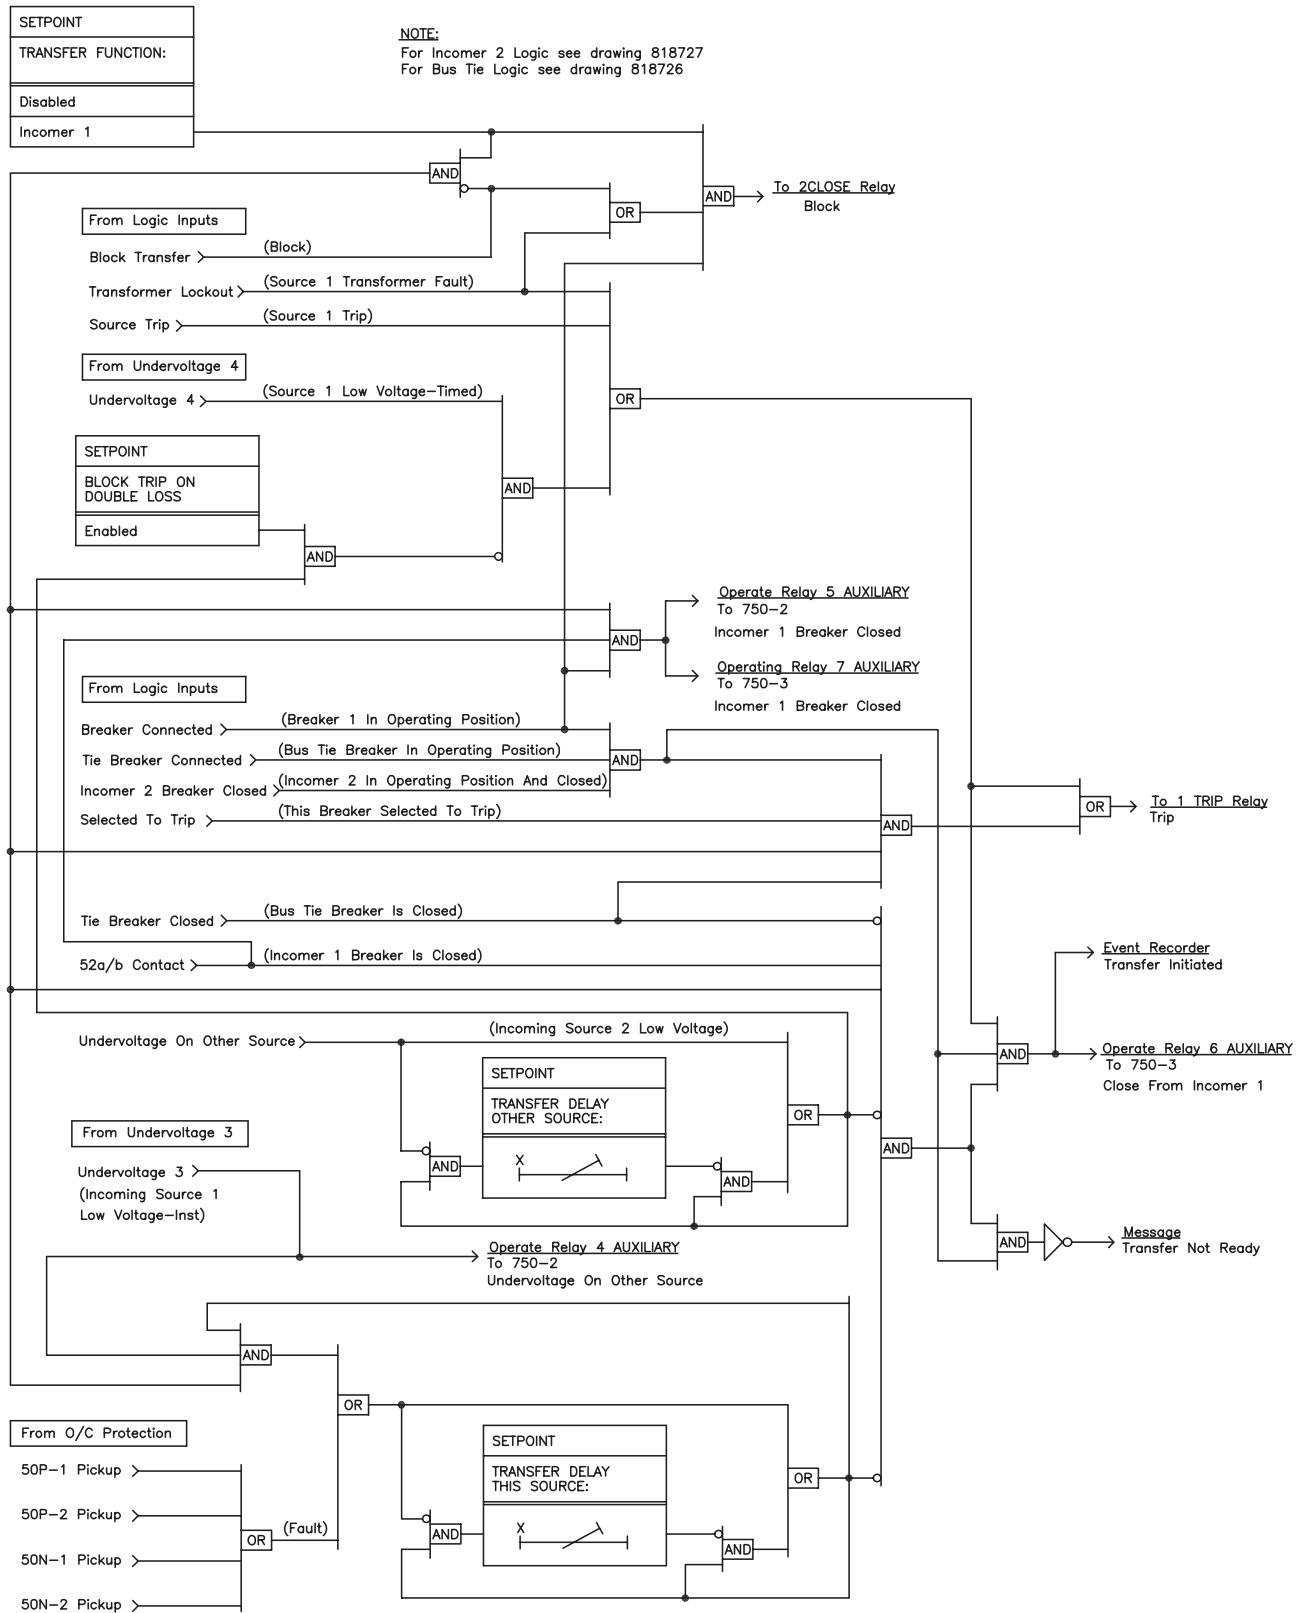 SETPOINT
TRANSFER FUNCTION:
Disabled
Incomer 1
NOTE:
For Incomer 2 Logic see drawing 818727
For Bus Tie Logic see drawing 818726
AND
AND
To 2CLOSE Relay
Block
From Logic Inputs
OR
Block Transfer
(Block)
Transformer Lockout
(Source 1 Transformer Fault)
Source Trip
(Source 1 Trip)
From Undervoltage 4
Undervoltage 4
(Source 1 Low Voltage-Timed)
OR
SETPOINT
BLOCK TRIP ON
DOUBLE LOSS
Enabled
AND
AND
Operate Relay 5 AUXILIARY
To 750-2
Incomer 1 Breaker Closed
AND
Operating Relay 7 AUXILIARY
To 750-3
Incomer 1 Breaker Closed
From Logic Inputs
Breaker Connected
(Breaker 1 In Operating Position)
Tie Breaker Connected
(Bus Tie Breaker In Operating Position)
AND
Incomer 2 Breaker Closed
(Incomer 2 In Operating Position And Closed)
Selected To Trip
(This Breaker Selected To Trip)
AND
OR
To 1 TRIP Relay
Trip
Tie Breaker Closed
(Bus Tie Breaker Is Closed)
52a/b Contact
(Incomer 1 Breaker Is Closed)
Event Recorder
Transfer Initiated
Undervoltage On Other Source
(Incoming Source 2 Low Voltage)
AND
Operate Relay 6 AUXILIARY
To 750-3
Close From Incomer 1
SETPOINT
TRANSFER DELAY
OTHER SOURCE:
OR
AND
From Undervoltage 3
Undervoltage 3
(Incoming Source 1
Low Voltage-Inst)
AND
X
AND
Operate Relay 4 AUXILIARY
To 750-2
Undervoltage On Other Source
AND
Message
Transfer Not Ready
AND
OR
From O/C Protection
SETPOINT
TRANSFER DELAY
THIS SOURCE:
OR
50P-1 Pickup
50P-2 Pickup
50N-1 Pickup
50N-2 Pickup
OR
(Fault)
AND
X
AND